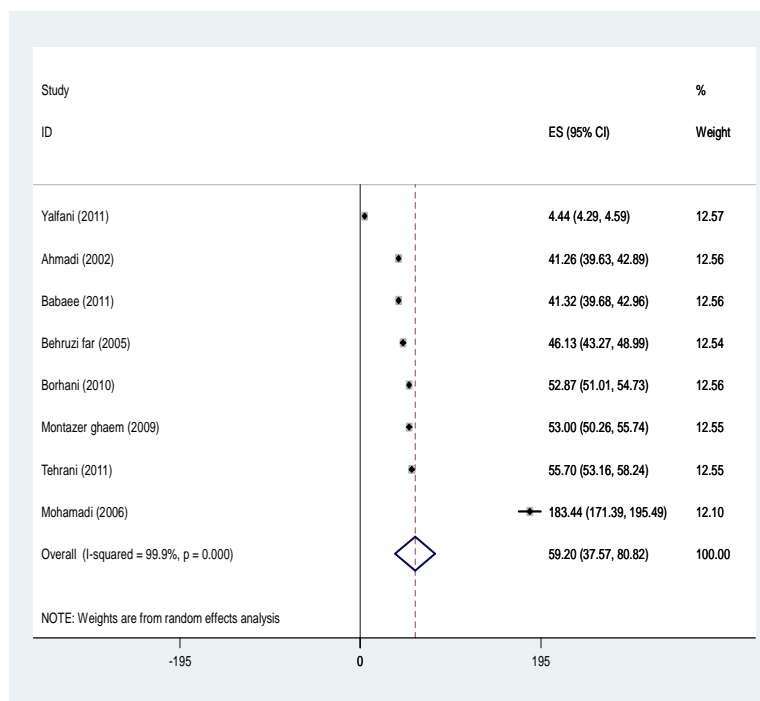 Study %
ID ES (95% CI) Weight
Yalfani (2011) 4.44 (4.29, 4.59) 12.57
Ahmadi (2002) 41.26 (39.63, 42.89) 12.56
Babaee (2011) 41.32 (39.68, 42.96) 12.56
Behruzi far (2005) 46.13 (43.27, 48.99) 12.54
Borhani (2010) 52.87 (51.01, 54.73) 12.56
Montazer ghaem (2009) 53.00 (50.26, 55.74) 12.55
Tehrani (2011) 55.70 (53.16, 58.24) 12.55
Mohamadi (2006) 183.44 (171.39, 195.49) 12.10
Overall (I-squared = 99.9%, p = 0.000) 59.20 (37.57, 80.82) 100.00
NOTE: Weights are from random effects analysis
-195 0 195